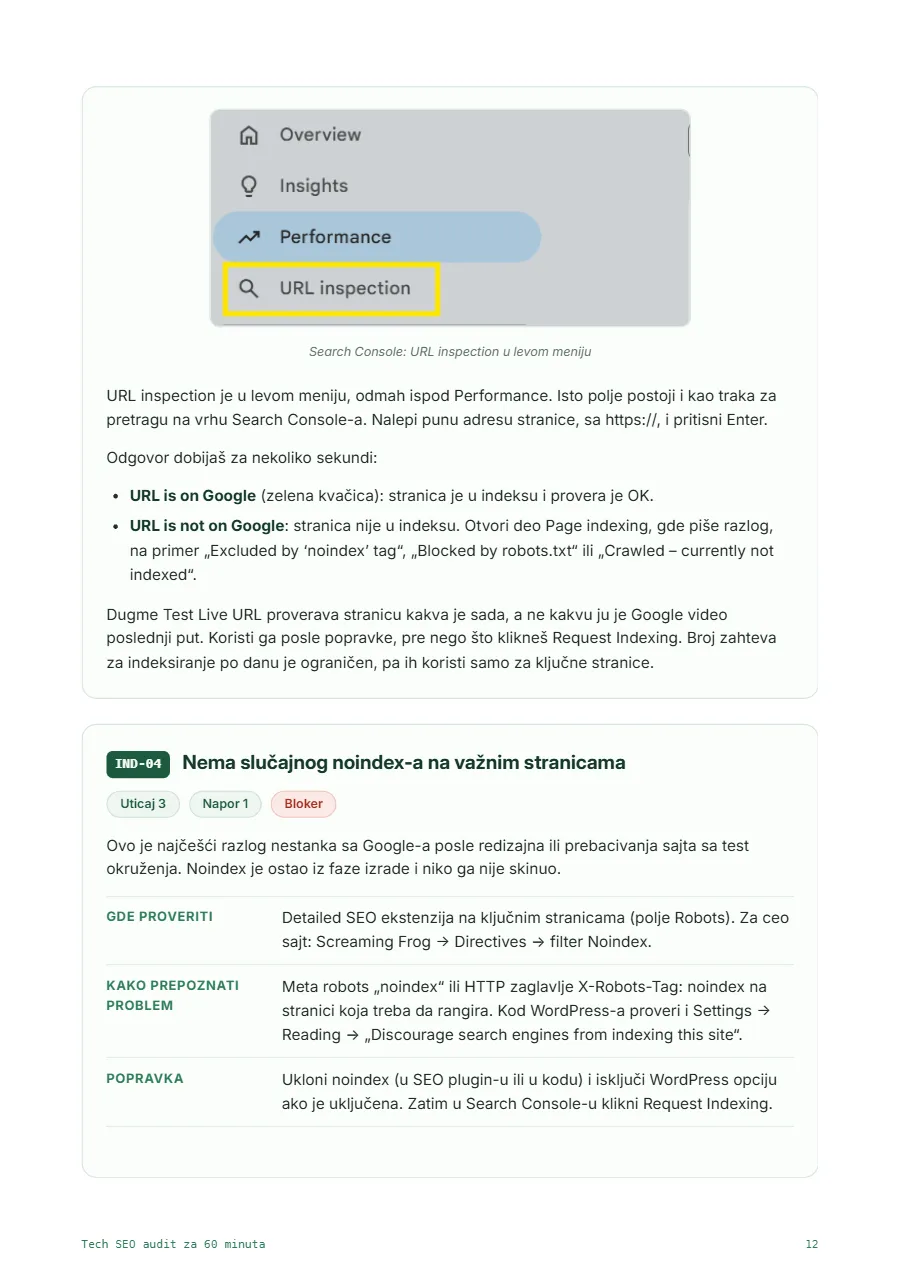 Overview
Insights
Performance
URL inspection
Search Console: URL inspection u levom meniju
URL inspection je u levom meniju, odmah ispod Performance. Isto polje postoji i kao traka za
pretragu na vrhu Search Console-a. Nalepi punu adresu stranice, sa https://, i pritisni Enter.
Odgovor dobijaš za nekoliko sekundi:
• URL is on Google (zelena kvačica): stranica je u indeksu i provera je OK.
• URL is not on Google: stranica nije u indeksu. Otvori deo Page indexing, gde piše razlog,
na primer „Excluded by ‘noindex’ tag“, „Blocked by robots.txt“ ili „Crawled – currently not
indexed“.
Dugme Test Live URL proverava stranicu kakva je sada, a ne kakvu ju je Google video
poslednji put. Koristi ga posle popravke, pre nego što klikneš Request Indexing. Broj zahteva
za indeksiranje po danu je ograničen, pa ih koristi samo za ključne stranice.
IND-04 Nema slučajnog noindex-a na važnim stranicama
Uticaj 3 Napor 1 Bloker
Ovo je najčešći razlog nestanka sa Google-a posle redizajna ili prebacivanja sajta sa test
okruženja. Noindex je ostao iz faze izrade i niko ga nije skinuo.
GDE PROVERITI
Detailed SEO ekstenzija na ključnim stranicama (polje Robots). Za ceo
sajt: Screaming Frog → Directives → filter Noindex.
KAKO PREPOZNATI
PROBLEM
Meta robots „noindex“ ili HTTP zaglavlje X-Robots-Tag: noindex na
stranici koja treba da rangira. Kod WordPress-a proveri i Settings →
Reading → „Discourage search engines from indexing this site“.
POPRAVKA
Ukloni noindex (u SEO plugin-u ili u kodu) i isključi WordPress opciju
ako je uključena. Zatim u Search Console-u klikni Request Indexing.
Tech SEO audit za 60 minuta 12